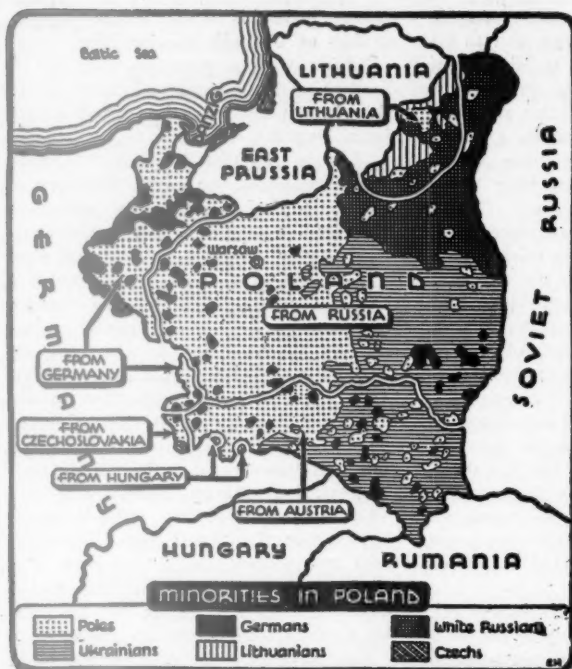 Baltic Sea
LITHUANIA
FROM
LITHUANIA
EAST
PRUSSIA
GERMANY
SOVIET RUSSIA
Warsaw
POLAND
FROM RUSSIA
FROM
GERMANY
FROM
CZECHOSLOVAKIA
FROM HUNGARY
FROM AUSTRIA
HUNGARY
RUMANIA
MINORITIES IN POLAND
Poles
Germans
White Russians
Ukrainians
Lithuanians
Czechs